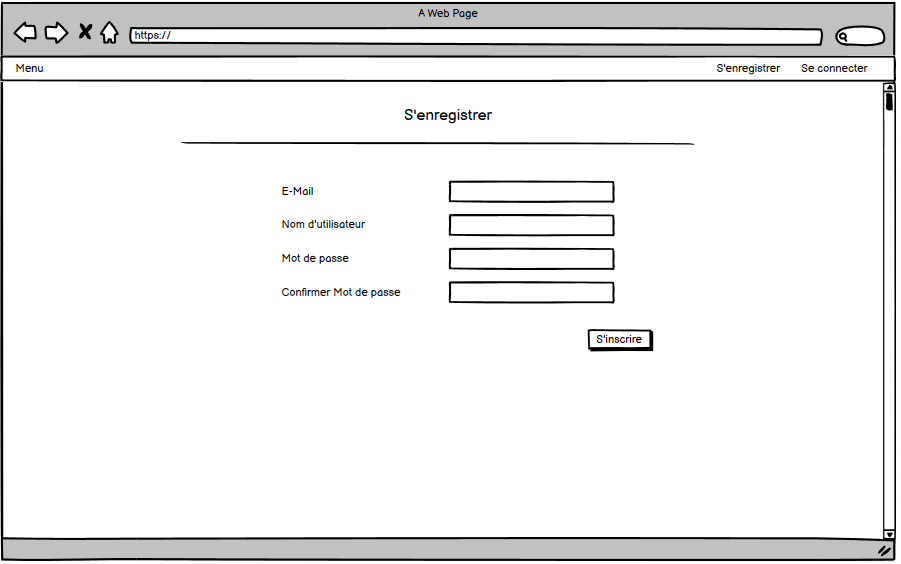 A Web Page
https://
Menu S'enregistrer Se connecter
S'enregistrer
E-Mail
Nom d'utilisateur
Mot de passe
Confirmer Mot de passe
S'inscrire